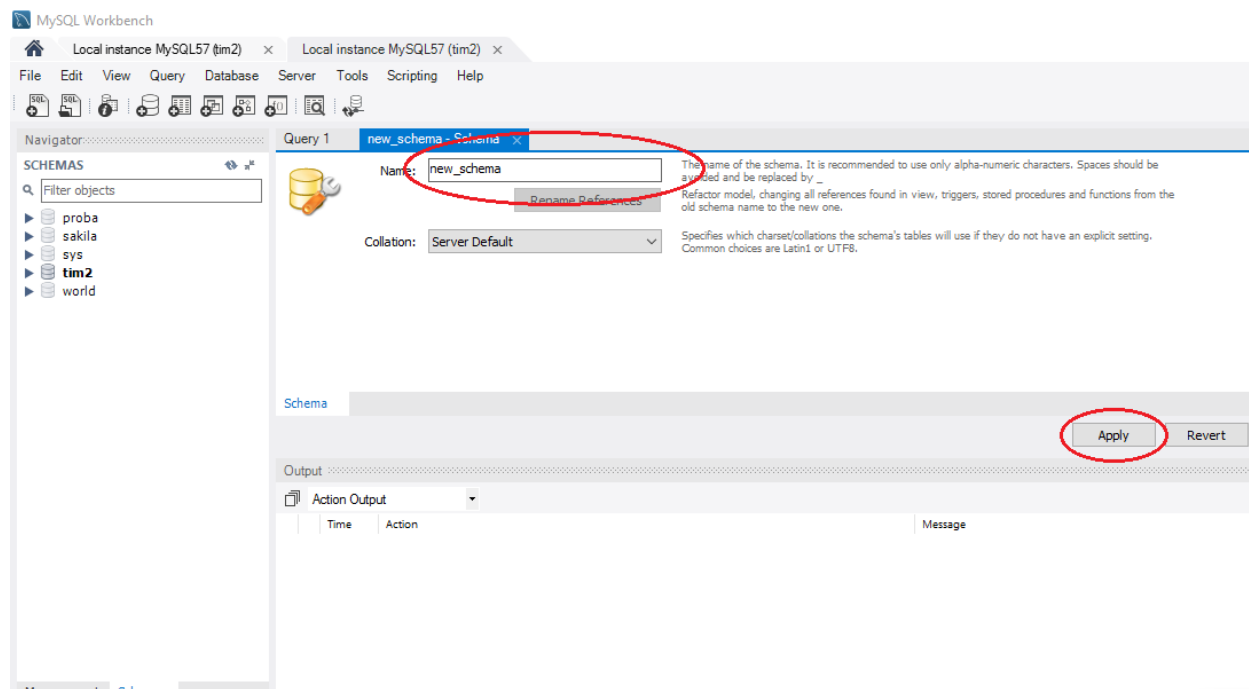 MySQL Workbench
Local instance MySQL57 (tim2) × Local instance MySQL57 (tim2) ×
File Edit View Query Database Server Tools Scripting Help
Navigator
Query 1 new_schema - Schema ×
SCHEMAS
Filter objects
proba
sakila
sys
tim2
world
Name: new_schema
The name of the schema. It is recommended to use only alpha-numeric characters. Spaces should be
avoided and be replaced by _
Rename References
Refactor model, changing all references found in view, triggers, stored procedures and functions from the
old schema name to the new one.
Collation: Server Default
Specifies which charset/collations the schema's tables will use if they do not have an explicit setting.
Common choices are Latin1 or UTF8.
Schema
Apply Revert
Output
Action Output
Time Action Message